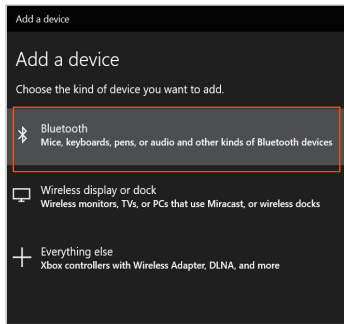 Add a device
Add a device
Choose the kind of device you want to add.
Bluetooth
Mice, keyboards, pens, or audio and other kinds of Bluetooth devices
Wireless display or dock
Wireless monitors, TVs, or PCs that use Miracast, or wireless docks
Everything else
Xbox controllers with Wireless Adapter, DLNA, and more